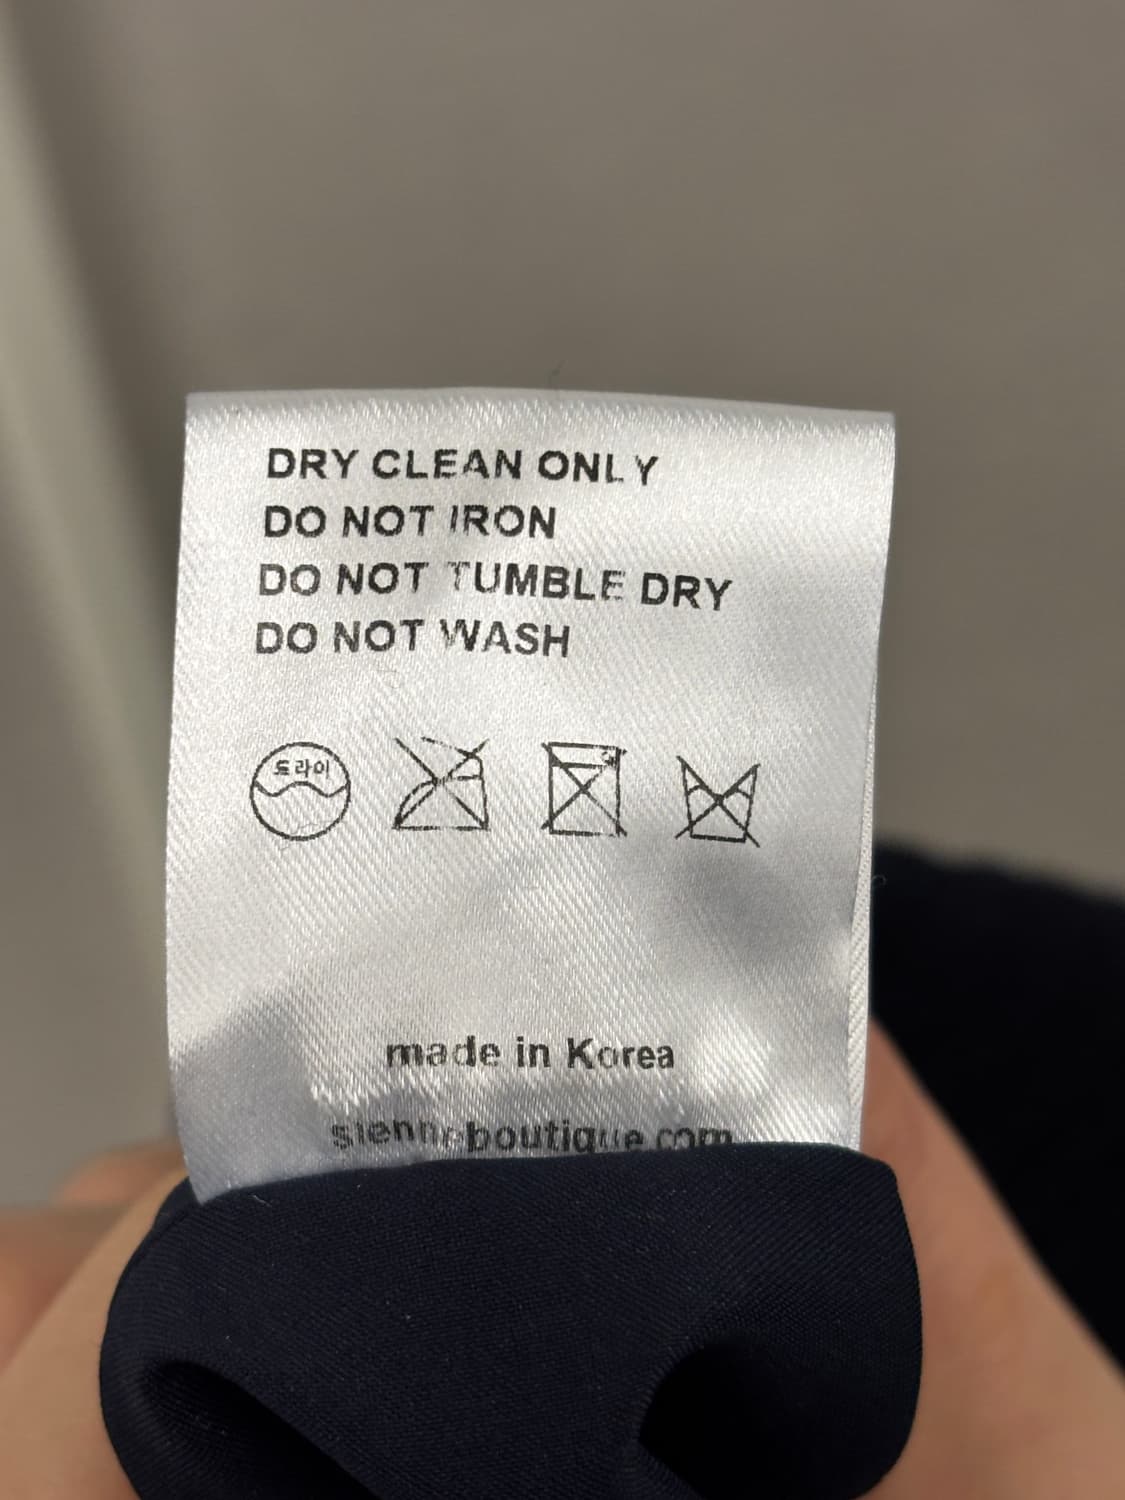 DRY CLEAN ONLY
DO NOT IRON
DO NOT TUMBLE DRY
DO NOT WASH
드라이
made in Korea